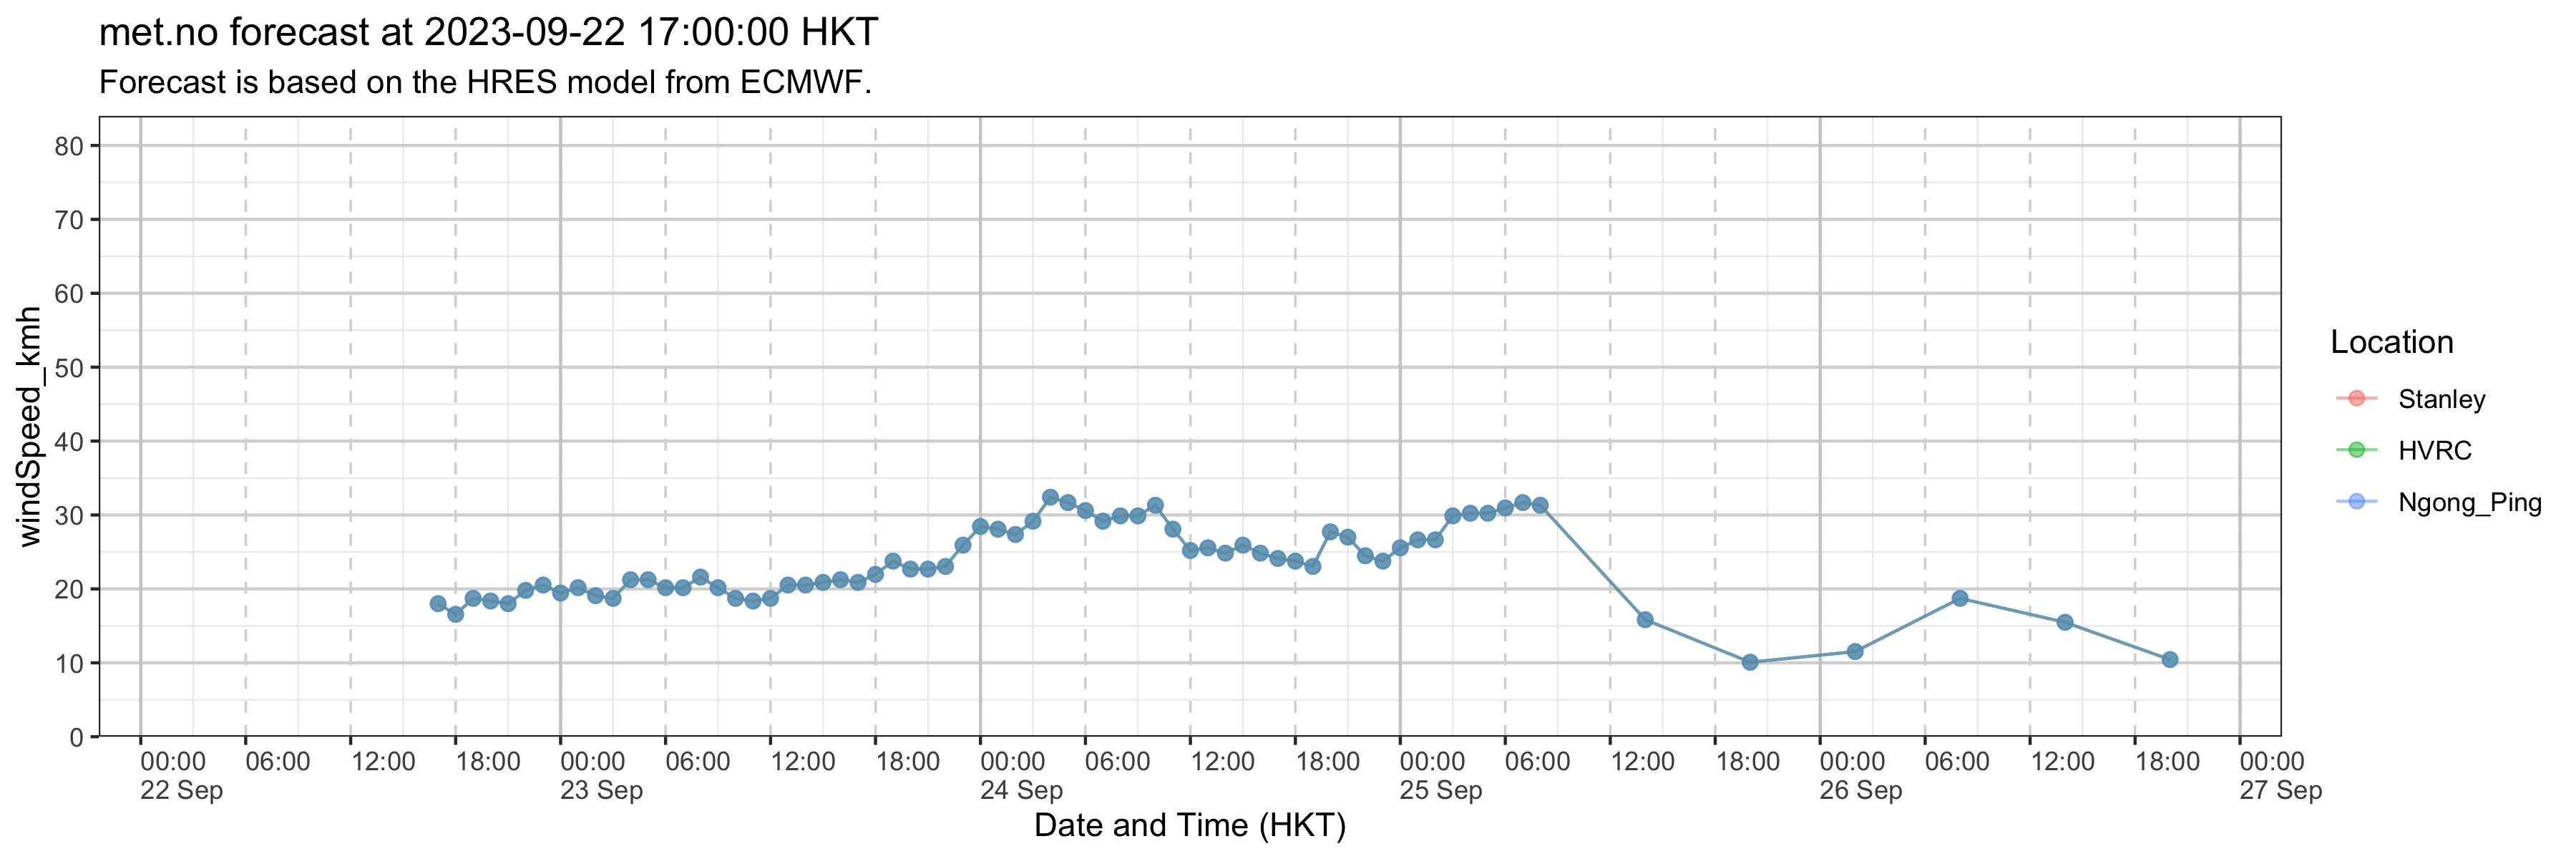 met.no forecast at 2023-09-22 17:00:00 HKT
Forecast is based on the HRES model from ECMWF.
windSpeed_kmh
80
70
60
50
40
30
20
10
0
00:00 06:00 12:00 18:00 00:00 06:00 12:00 18:00 00:00 06:00 12:00 18:00 00:00 06:00 12:00 18:00 00:00 06:00 12:00 18:00 00:00
22 Sep 23 Sep 24 Sep 25 Sep 26 Sep 27 Sep
Date and Time (HKT)
Location
Stanley
HVRC
Ngong_Ping